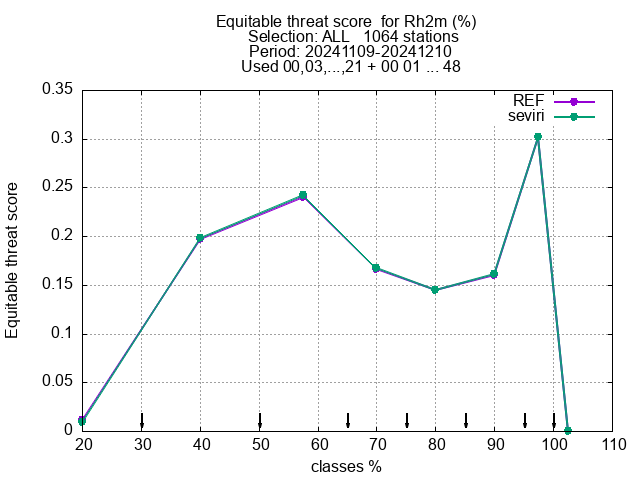 Equitable threat score  for Rh2m (%)
Selection: ALL   1064 stations
Period: 20241109-20241210
Used 00,03,...,21 + 00 01 ... 48
REF
seviri
Equitable threat score
0.35
0.3
0.25
0.2
0.15
0.1
0.05
0
20 30 40 50 60 70 80 90 100 110
classes %